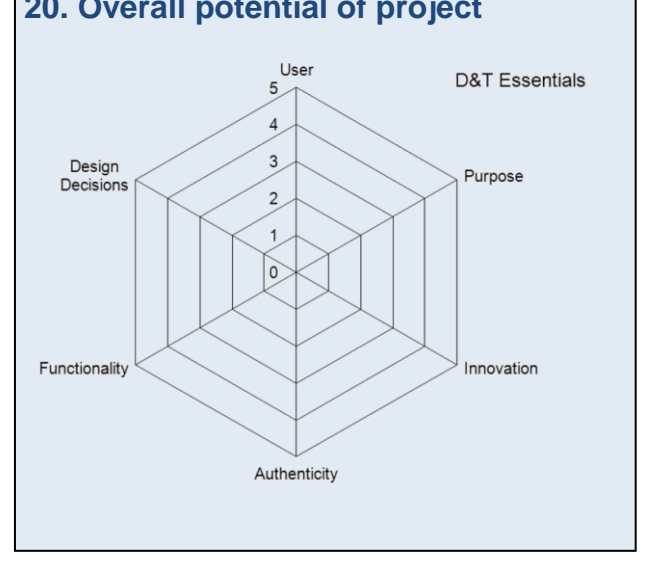 20. Overall potential of project
User
D&T Essentials
5
4
3
2
1
0
Design
Decisions
Purpose
Functionality
Innovation
Authenticity